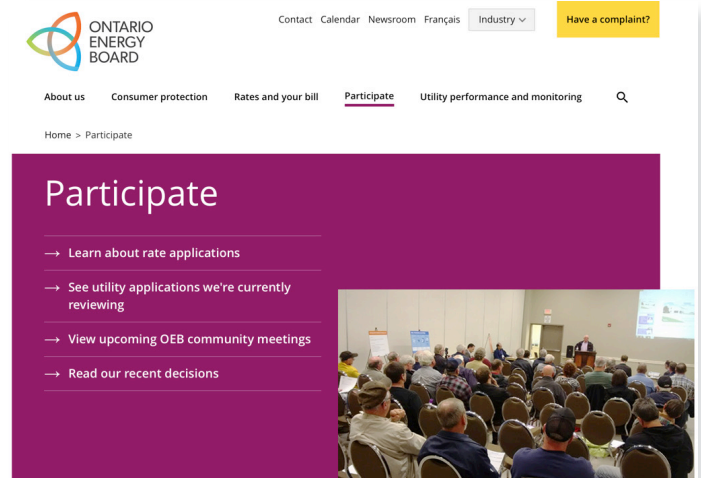 ONTARIO
ENERGY
BOARD
Contact Calendar Newsroom Français Industry
Have a complaint?
About us Consumer protection Rates and your bill Participate Utility performance and monitoring
Home > Participate
Participate
→ Learn about rate applications
→ See utility applications we're currently
reviewing
→ View upcoming OEB community meetings
→ Read our recent decisions